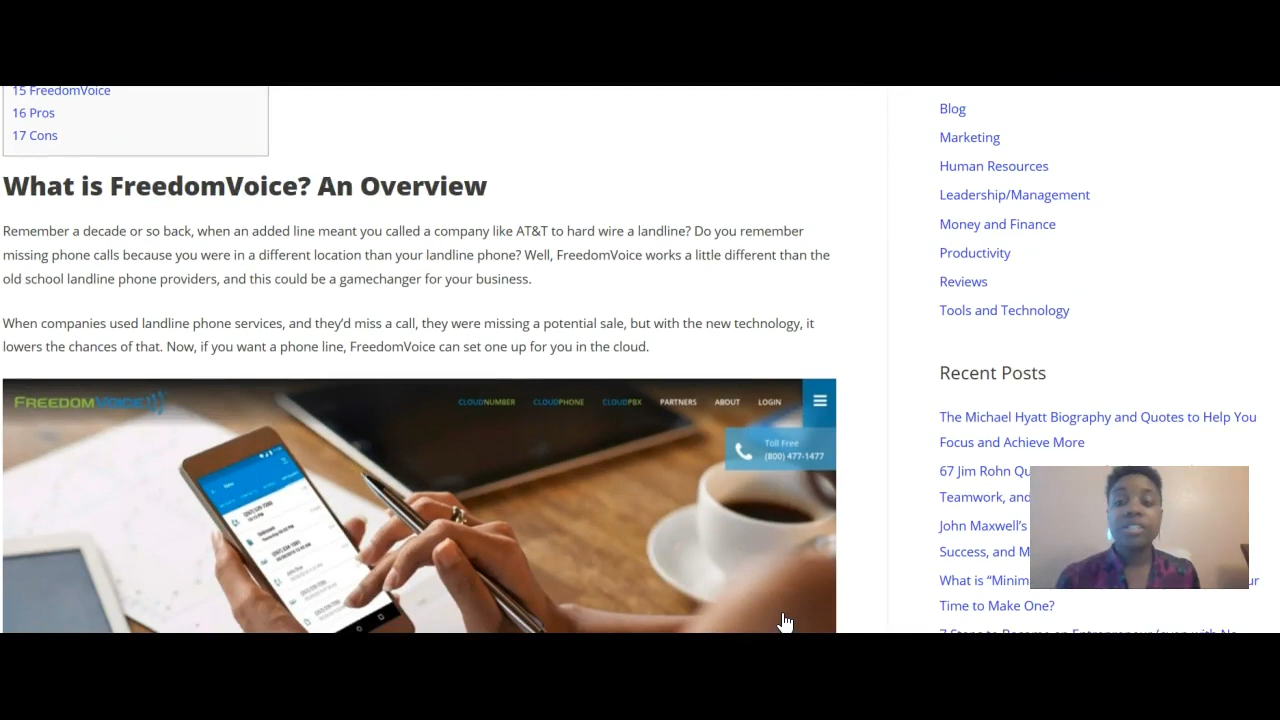 15 FreedomVoice
16 Pros
17 Cons
What is FreedomVoice? An Overview
Remember a decade or so back, when an added line meant you called a company like AT&T to hard wire a landline? Do you remember
missing phone calls because you were in a different location than your landline phone? Well, FreedomVoice works a little different than the
old school landline phone providers, and this could be a gamechanger for your business.
When companies used landline phone services, and they’d miss a call, they were missing a potential sale, but with the new technology, it
lowers the chances of that. Now, if you want a phone line, FreedomVoice can set one up for you in the cloud.
FREEDOMVOICE
CLOUDNUMBER CLOUDPHONE CLOUDPBX PARTNERS ABOUT LOGIN
Toll Free
(800) 477-1477
Blog
Marketing
Human Resources
Leadership/Management
Money and Finance
Productivity
Reviews
Tools and Technology
Recent Posts
The Michael Hyatt Biography and Quotes to Help You
Focus and Achieve More
67 Jim Rohn
Teamwork,
John Maxwell’s
Success, and
What is
Time to Make One?